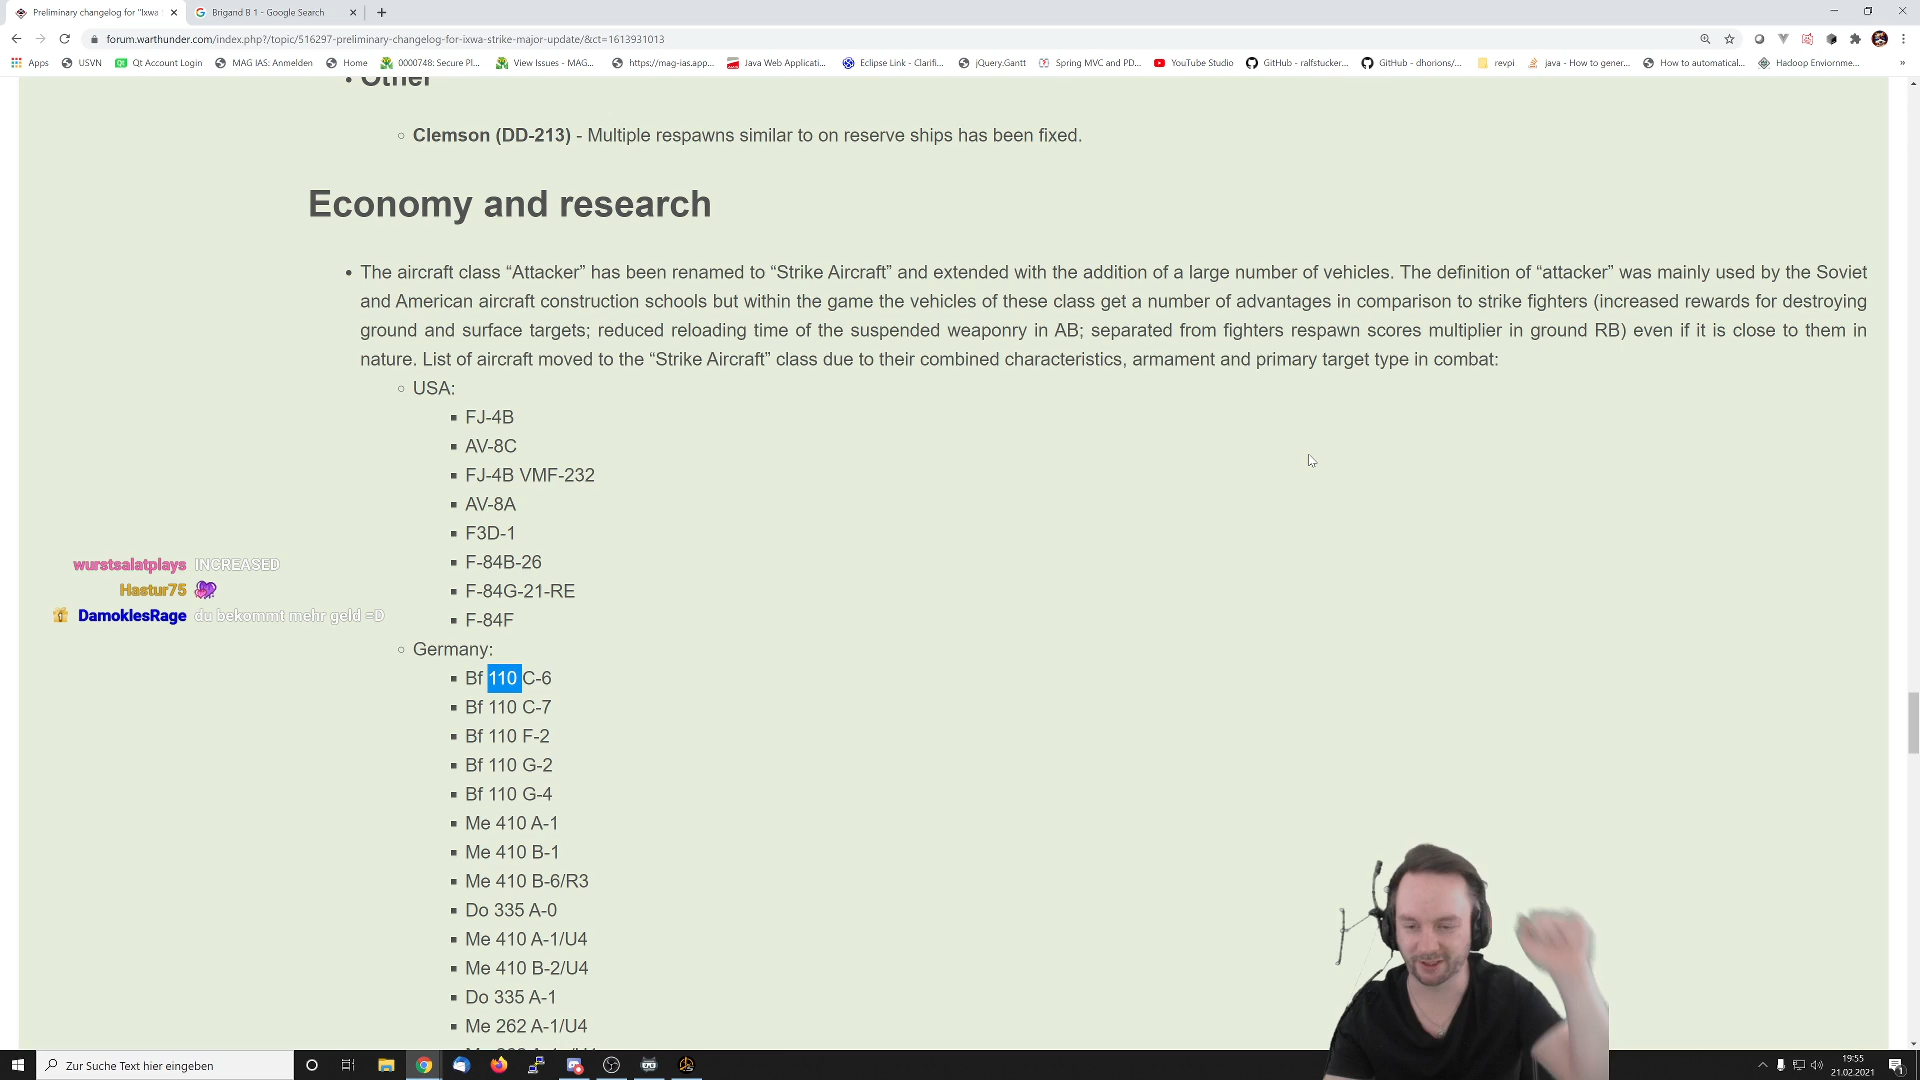 Preliminary changelog for "Ixwa
Brigand B 1 - Google Search
forum.warthunder.com/index.php?/topic/516297-preliminary-changelog-for-ixwa-strike-major-update/&ct=1613931013
Apps USVN Qt Account Login MAG IAS: Anmelden Home 0000748: Secure Pl... View Issues - MAG... https://mag-ias.app... Java Web Applicati... Eclipse Link - Clarifi... jQuery.Gantt Spring MVC and PD... YouTube Studio GitHub - ralfstucker... GitHub - dhorions/... revpi java - How to gener... How to automatical... Hadoop Enviornme...
Other
Clemson (DD-213) - Multiple respawns similar to on reserve ships has been fixed.
Economy and research
The aircraft class “Attacker” has been renamed to “Strike Aircraft” and extended with the addition of a large number of vehicles. The definition of “attacker” was mainly used by the Soviet
and American aircraft construction schools but within the game the vehicles of these class get a number of advantages in comparison to strike fighters (increased rewards for destroying
ground and surface targets; reduced reloading time of the suspended weaponry in AB; separated from fighters respawn scores multiplier in ground RB) even if it is close to them in
nature. List of aircraft moved to the “Strike Aircraft” class due to their combined characteristics, armament and primary target type in combat:
USA:
FJ-4B
AV-8C
FJ-4B VMF-232
AV-8A
F3D-1
F-84B-26
F-84G-21-RE
F-84F
Germany:
Bf 110 C-6
Bf 110 C-7
Bf 110 F-2
Bf 110 G-2
Bf 110 G-4
Me 410 A-1
Me 410 B-1
Me 410 B-6/R3
Do 335 A-0
Me 410 A-1/U4
Me 410 B-2/U4
Do 335 A-1
Me 262 A-1/U4
wurstsalatplays INCREASED
Hastur75
DamoklesRage du bekommt mehr geld =D
Zur Suche Text hier eingeben
19:55
21.02.2021